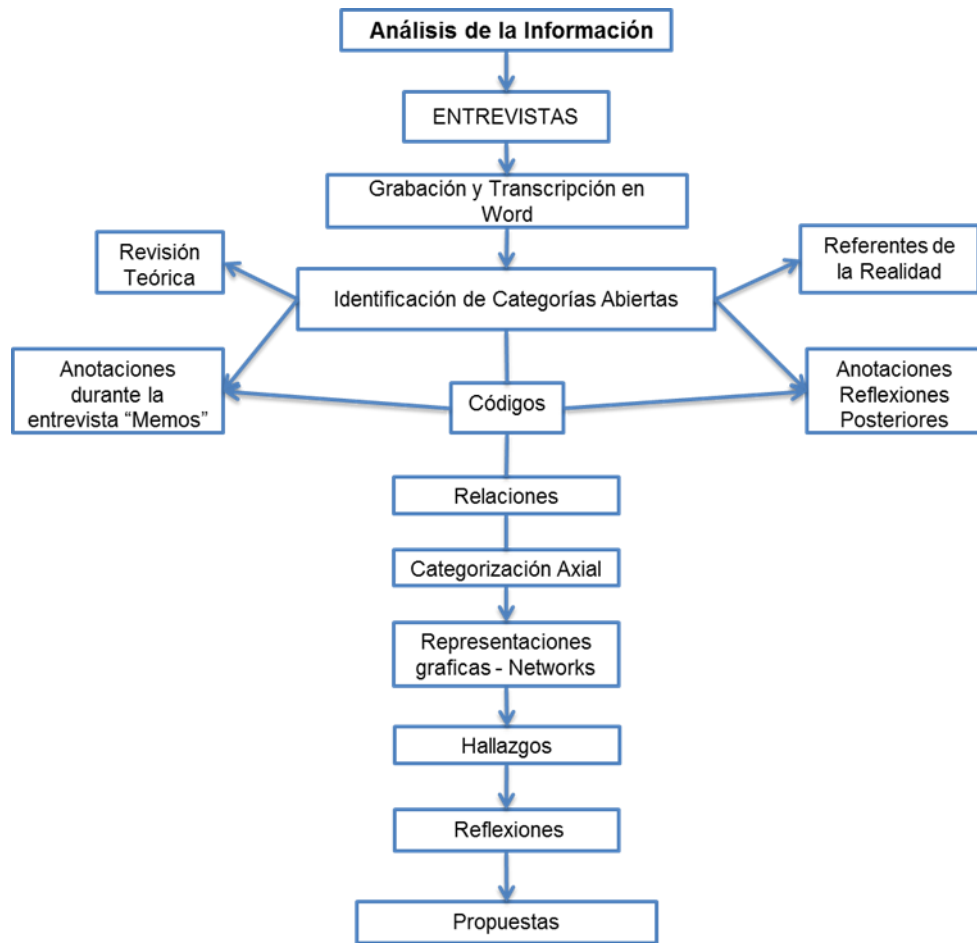 Análisis de la Información
ENTREVISTAS
Grabación y Transcripción en
Word
Revisión
Teórica
Referentes de
la Realidad
Identificación de Categorías Abiertas
Anotaciones
durante la
entrevista “Memos”
Códigos
Anotaciones
Reflexiones
Posteriores
Relaciones
Categorización Axial
Representaciones
graficas - Networks
Hallazgos
Reflexiones
Propuestas